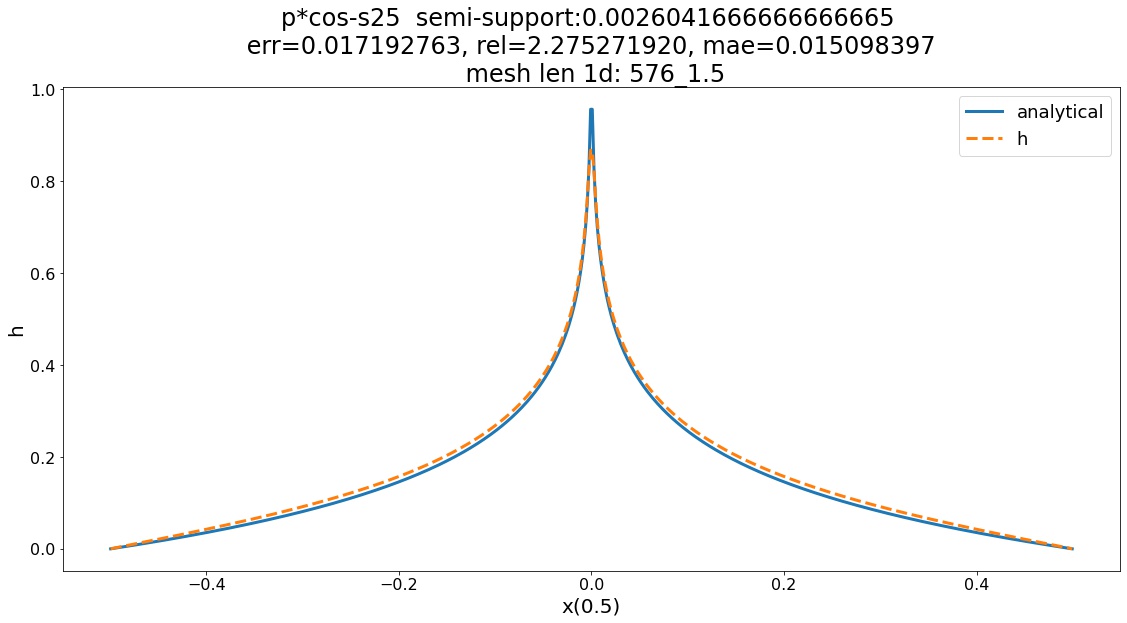 p*cos-s25  semi-support:0.0026041666666666665
err=0.017192763, rel=2.275271920, mae=0.015098397
mesh len 1d: 576_1.5
1.0
0.8
0.6
0.4
0.2
0.0
h
analytical
h
−0.4
−0.2
0.0
0.2
0.4
x(0.5)